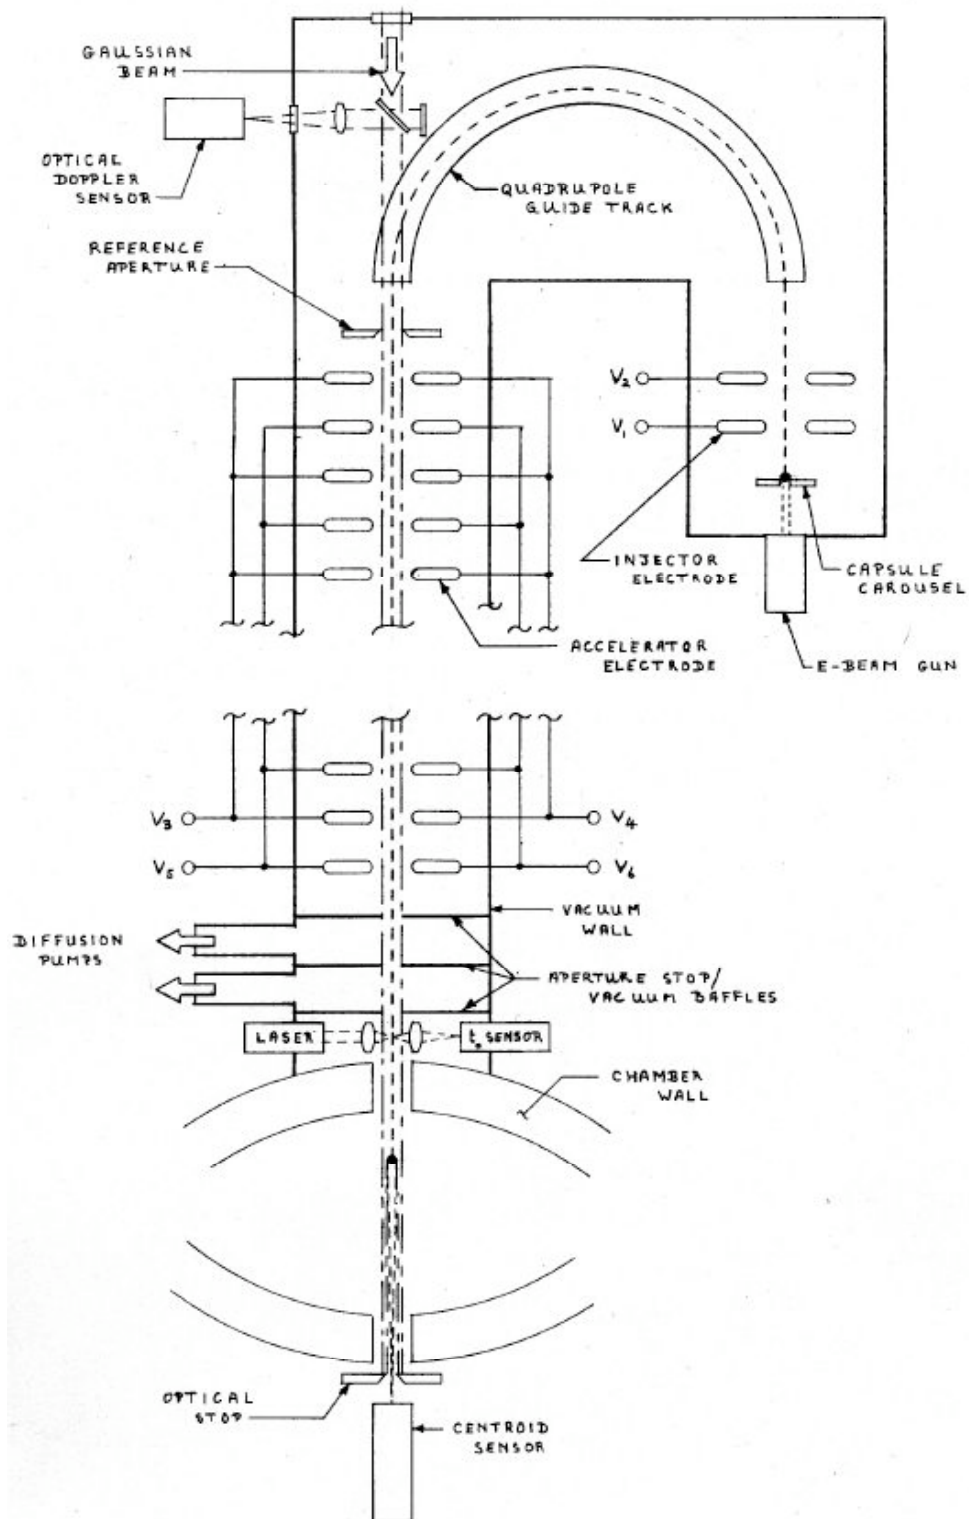 GAUSSIAN
BEAM
OPTICAL
DOPPLER
SENSOR
QUADRUPOLE
GUIDE TRACK
REFERENCE
APERTURE
V₂
V₁
INJECTOR
ELECTRODE
CAPSULE
CAROUSEL
ACCELERATOR
ELECTRODE
E-BEAM GUN
V₃
V₄
V₅
V₆
VACUUM
WALL
DIFFUSION
PUMPS
APERTURE STOP/
VACUUM BAFFLES
LASER
t₀ SENSOR
CHAMBER
WALL
OPTICAL
STOP
CENTROID
SENSOR